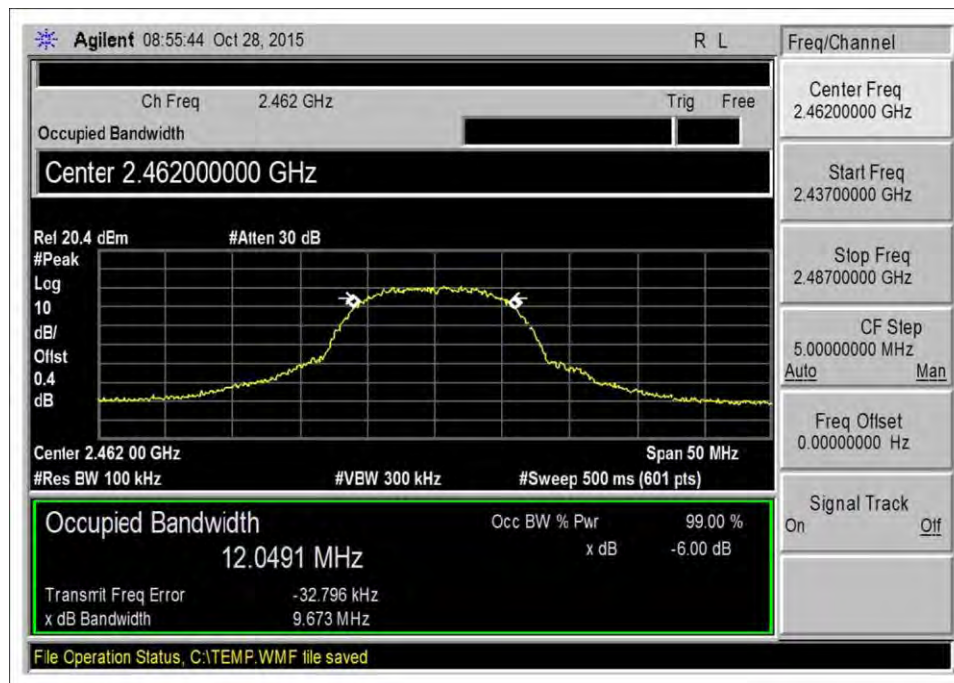 Agilent 08:55:44 Oct 28, 2015 R L
Freq/Channel
Ch Freq 2.462 GHz Trig Free
Occupied Bandwidth
Center 2.462000000 GHz
Ref 20.4 dBm #Atten 30 dB
#Peak
Log
10
dB/
Offst
0.4
dB
Center 2.462 00 GHz Span 50 MHz
#Res BW 100 kHz #VBW 300 kHz #Sweep 500 ms (601 pts)
Occupied Bandwidth Occ BW % Pwr 99.00 %
12.0491 MHz x dB -6.00 dB
Transmit Freq Error -32.796 kHz
x dB Bandwidth 9.673 MHz
File Operation Status, C:\TEMP.WMF file saved
Center Freq
2.46200000 GHz
Start Freq
2.43700000 GHz
Stop Freq
2.48700000 GHz
CF Step
5.00000000 MHz
Auto Man
Freq Offset
0.00000000 Hz
Signal Track
On Off